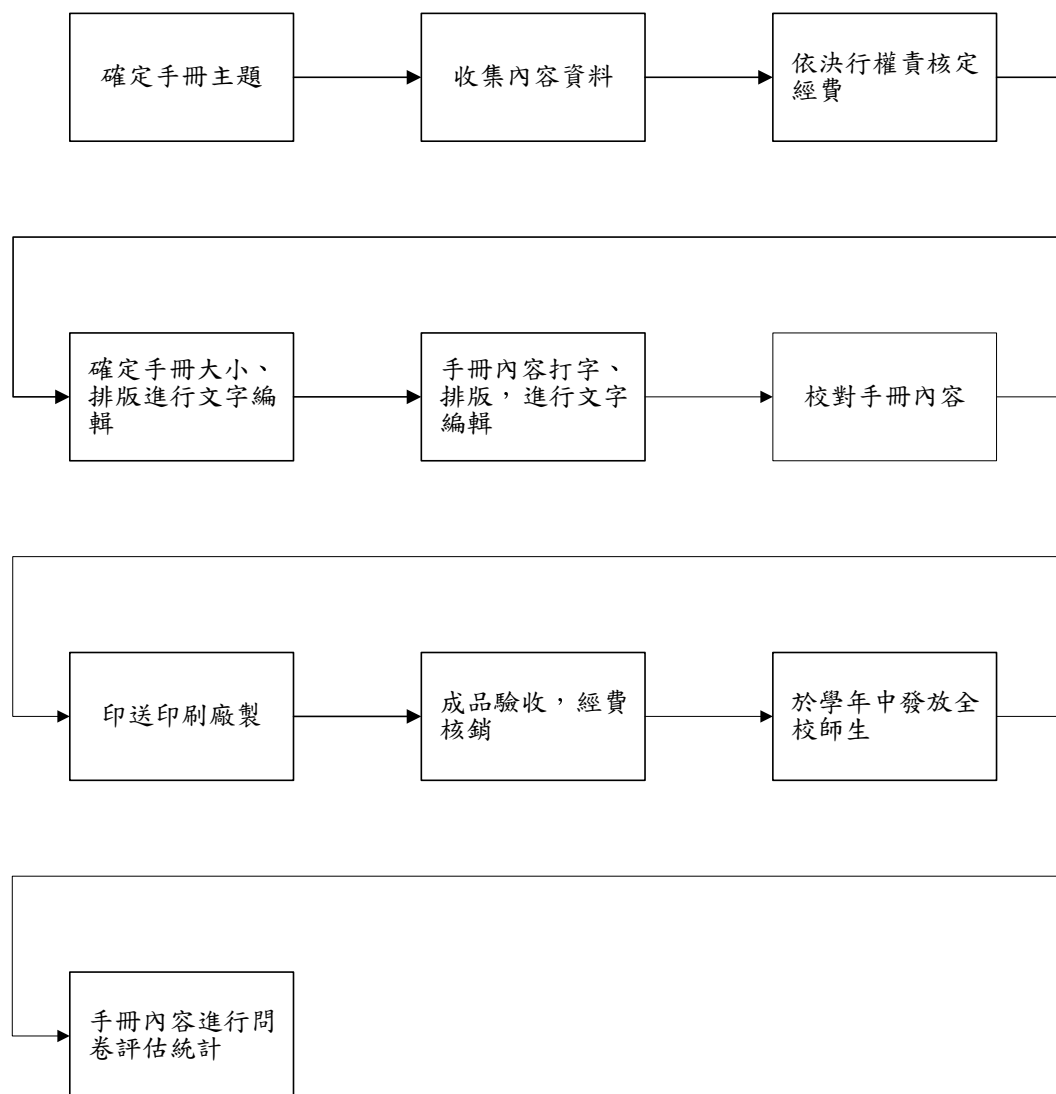 確定手冊主題
收集內容資料
依決行權責核定
經費
確定手冊大小、
排版進行文字編
輯
手冊內容打字、
排版，進行文字
編輯
校對手冊內容
印送印刷廠製
成品驗收，經費
核銷
於學年中發放全
校師生
手冊內容進行問
卷評估統計